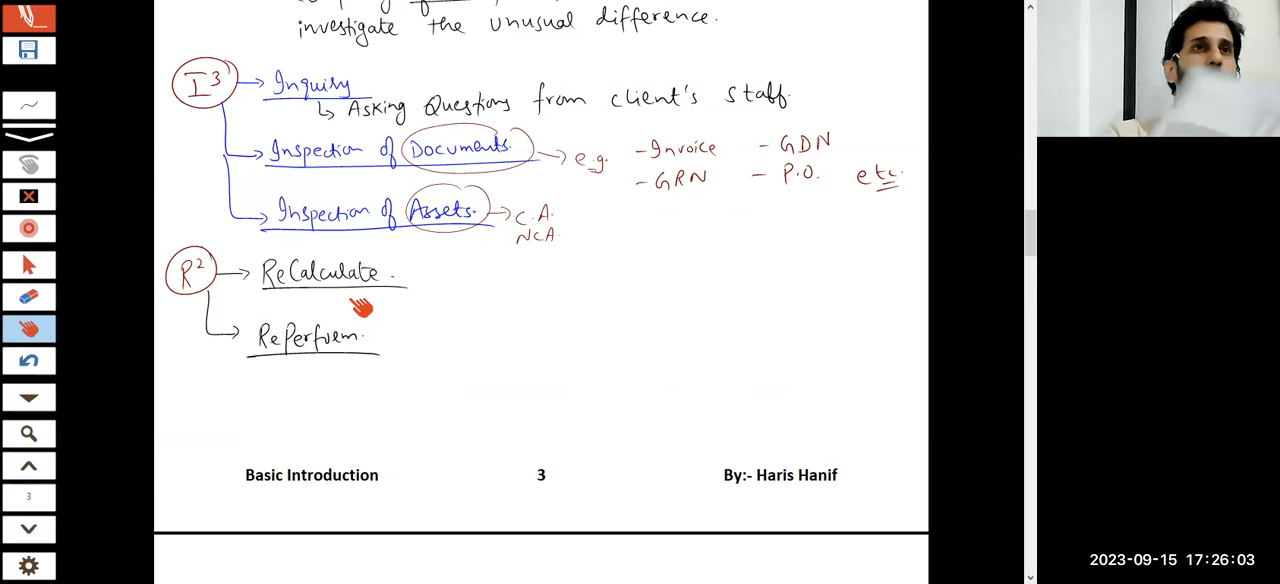 investigate the unusual difference.
I³ → Inquiry
↳ Asking Questions from client's staff.
→ Inspection of Documents. → e.g. - Invoice - GDN
- GRN - P.O. etc.
→ Inspection of Assets. → C.A.
NCA.
R² → ReCalculate.
→ RePerform.
Basic Introduction 3 By:- Haris Hanif
3
2023-09-15 17:26:03